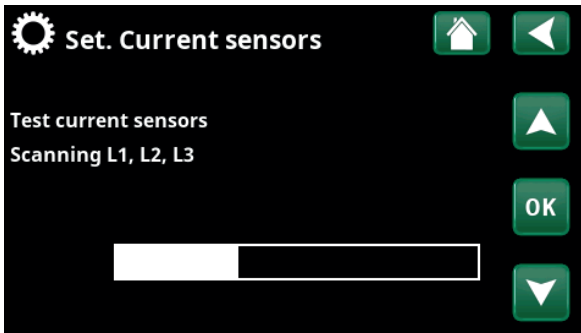 Set. Current sensors
Test current sensors
Scanning L1, L2, L3
OK